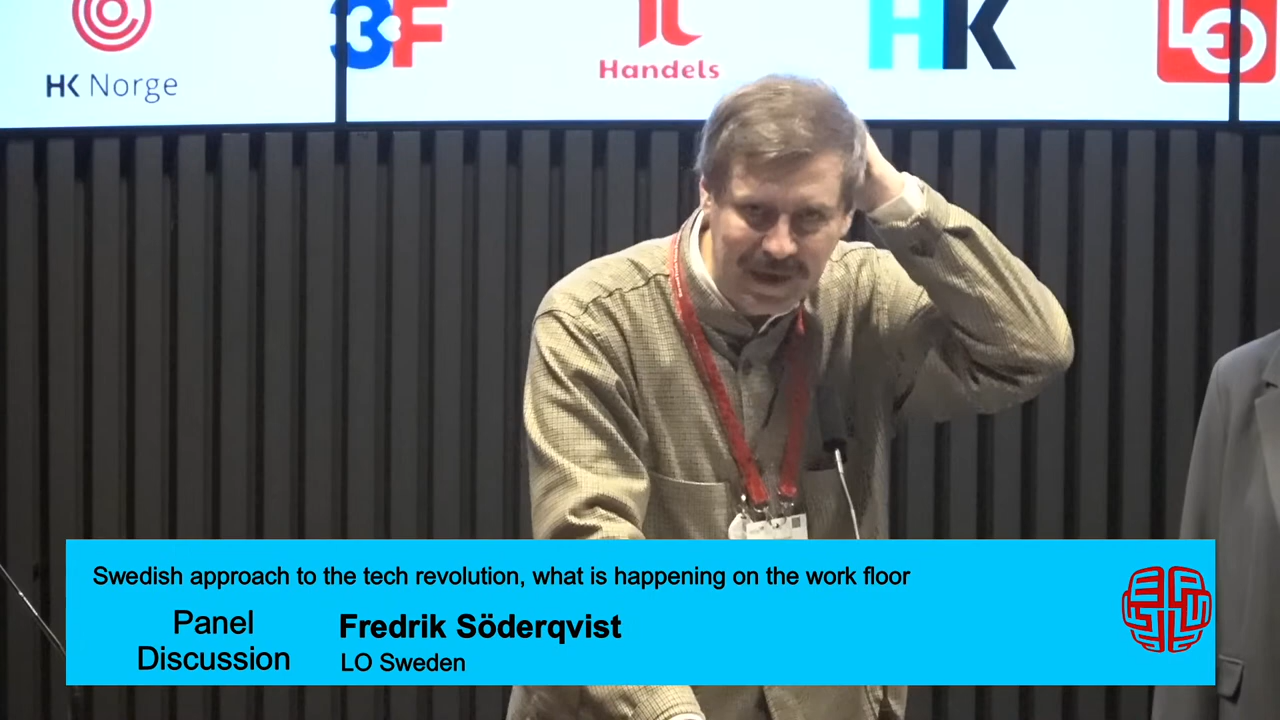 HK Norge
3F
Handels
HK
LO
Swedish approach to the tech revolution, what is happening on the work floor
Panel
Discussion
Fredrik Söderqvist
LO Sweden